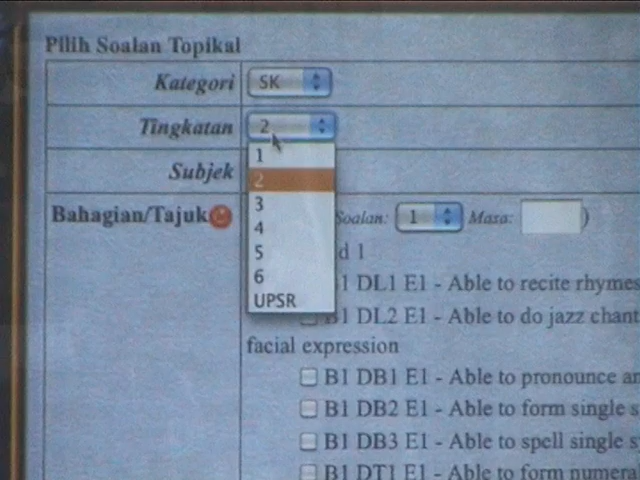 Pilih Soalan Topikal
Kategori SK
Tingkatan 2
1
2
3
4
5
6
UPSR
Subjek
Bahagian/Tajuk Soalan: 1 Masa: )
d 1
B1 DL1 E1 - Able to recite rhymes
B1 DL2 E1 - Able to do jazz chant
facial expression
B1 DB1 E1 - Able to pronounce
B1 DB2 E1 - Able to form single s
B1 DB3 E1 - Able to spell single s
B1 DT1 E1 - Able to form numera